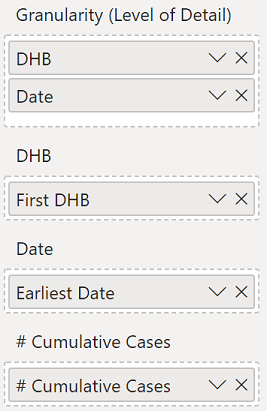 Granularity (Level of Detail)
DHB
Date
DHB
First DHB
Date
Earliest Date
# Cumulative Cases
# Cumulative Cases